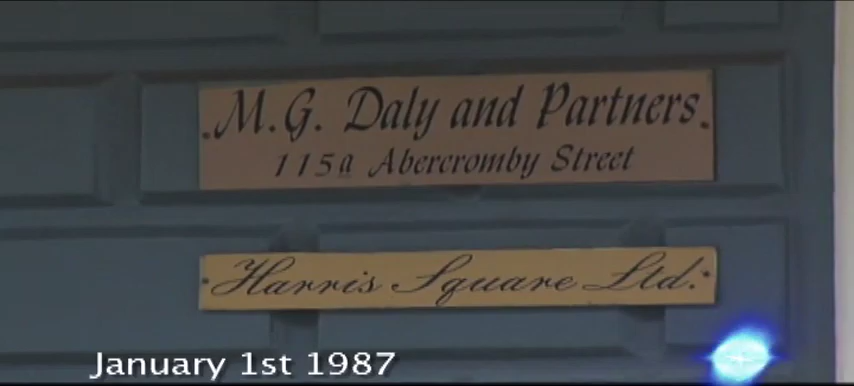 M.G. Daly and Partners
115a Abercromby Street
Harris Square Ltd.
January 1st 1987